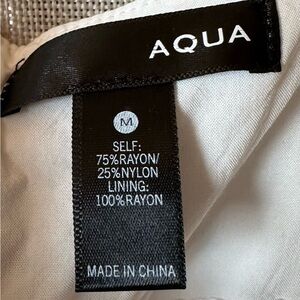 AQUA
M
SELF:
75%RAYON/
25%NYLON
LINING:
100%RAYON
MADE IN CHINA